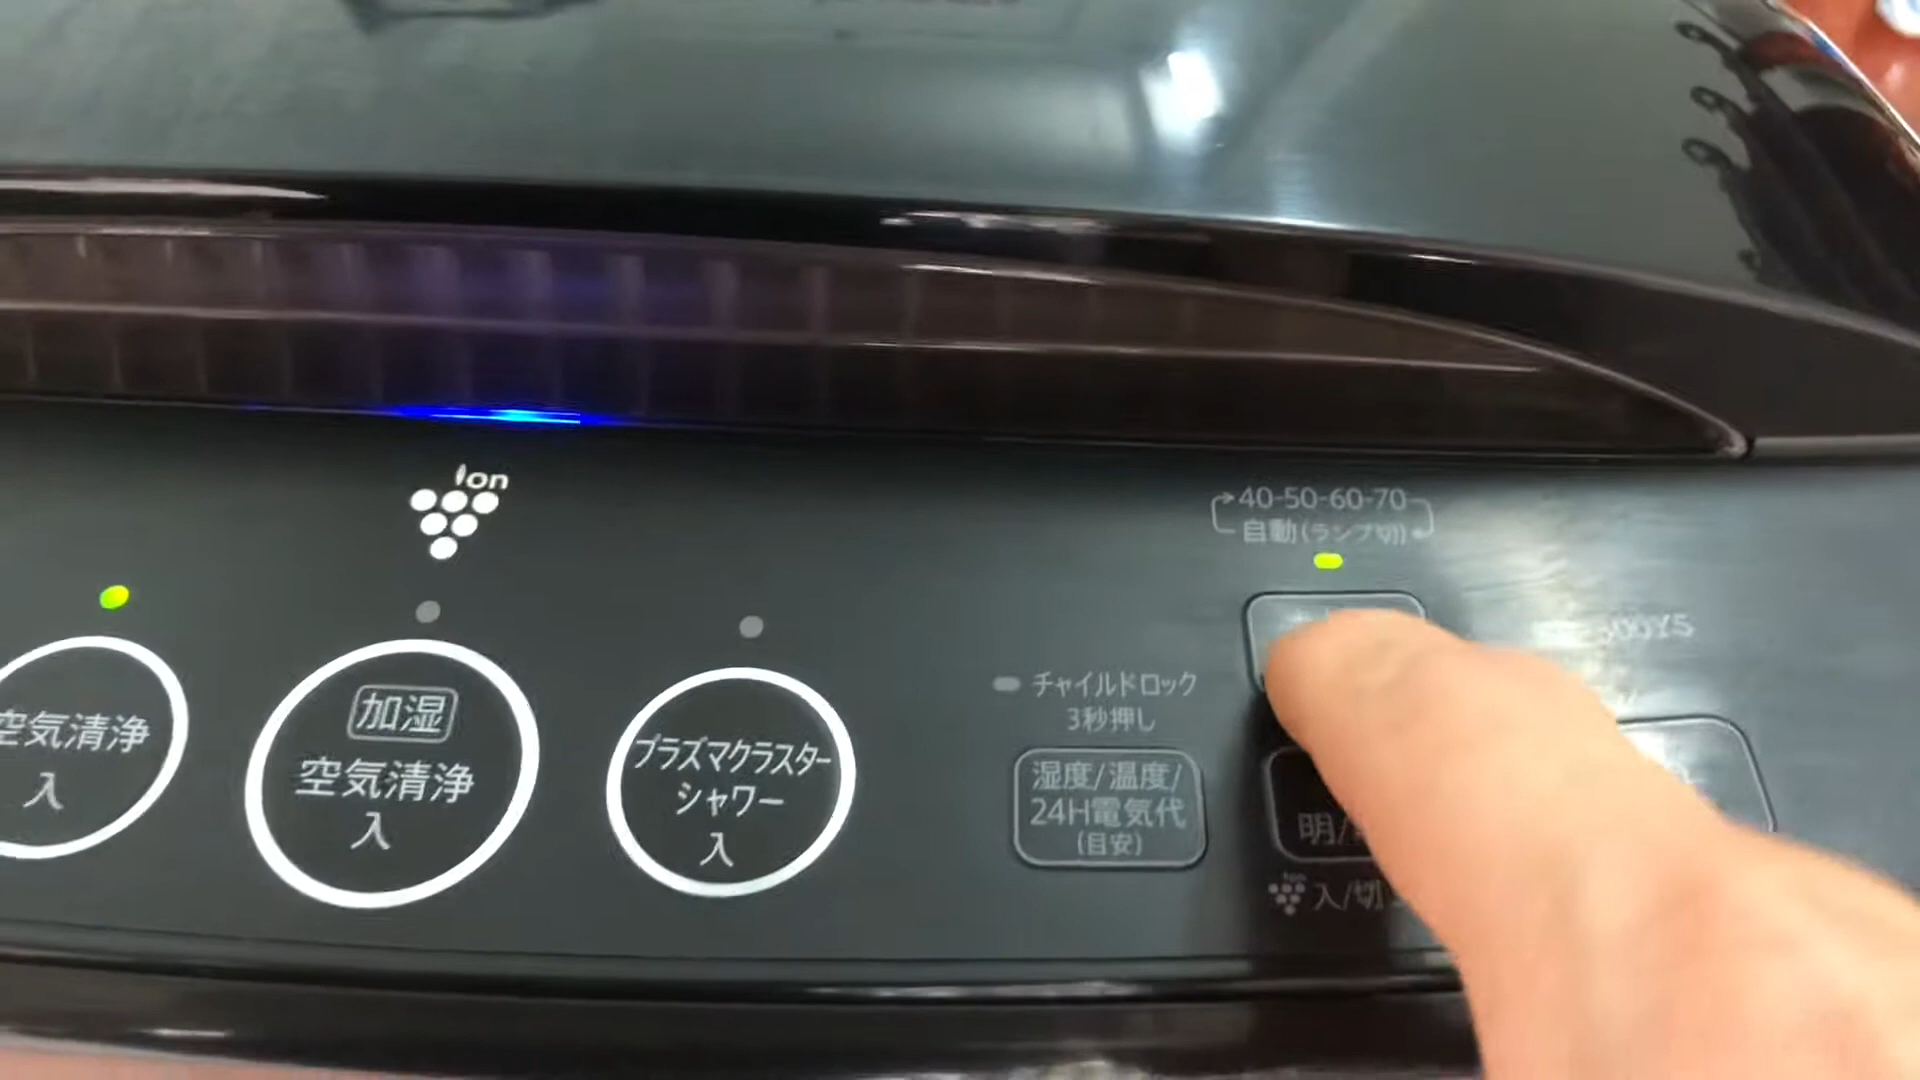 Ion
40-50-60-70
自動(ランプ切)
空気清浄
入
加湿
空気清浄
入
プラズマクラスター
シャワー
入
チャイルドロック
3秒押し
湿度/温度/
24H電気代
(目安)
明/
Ion
入/切